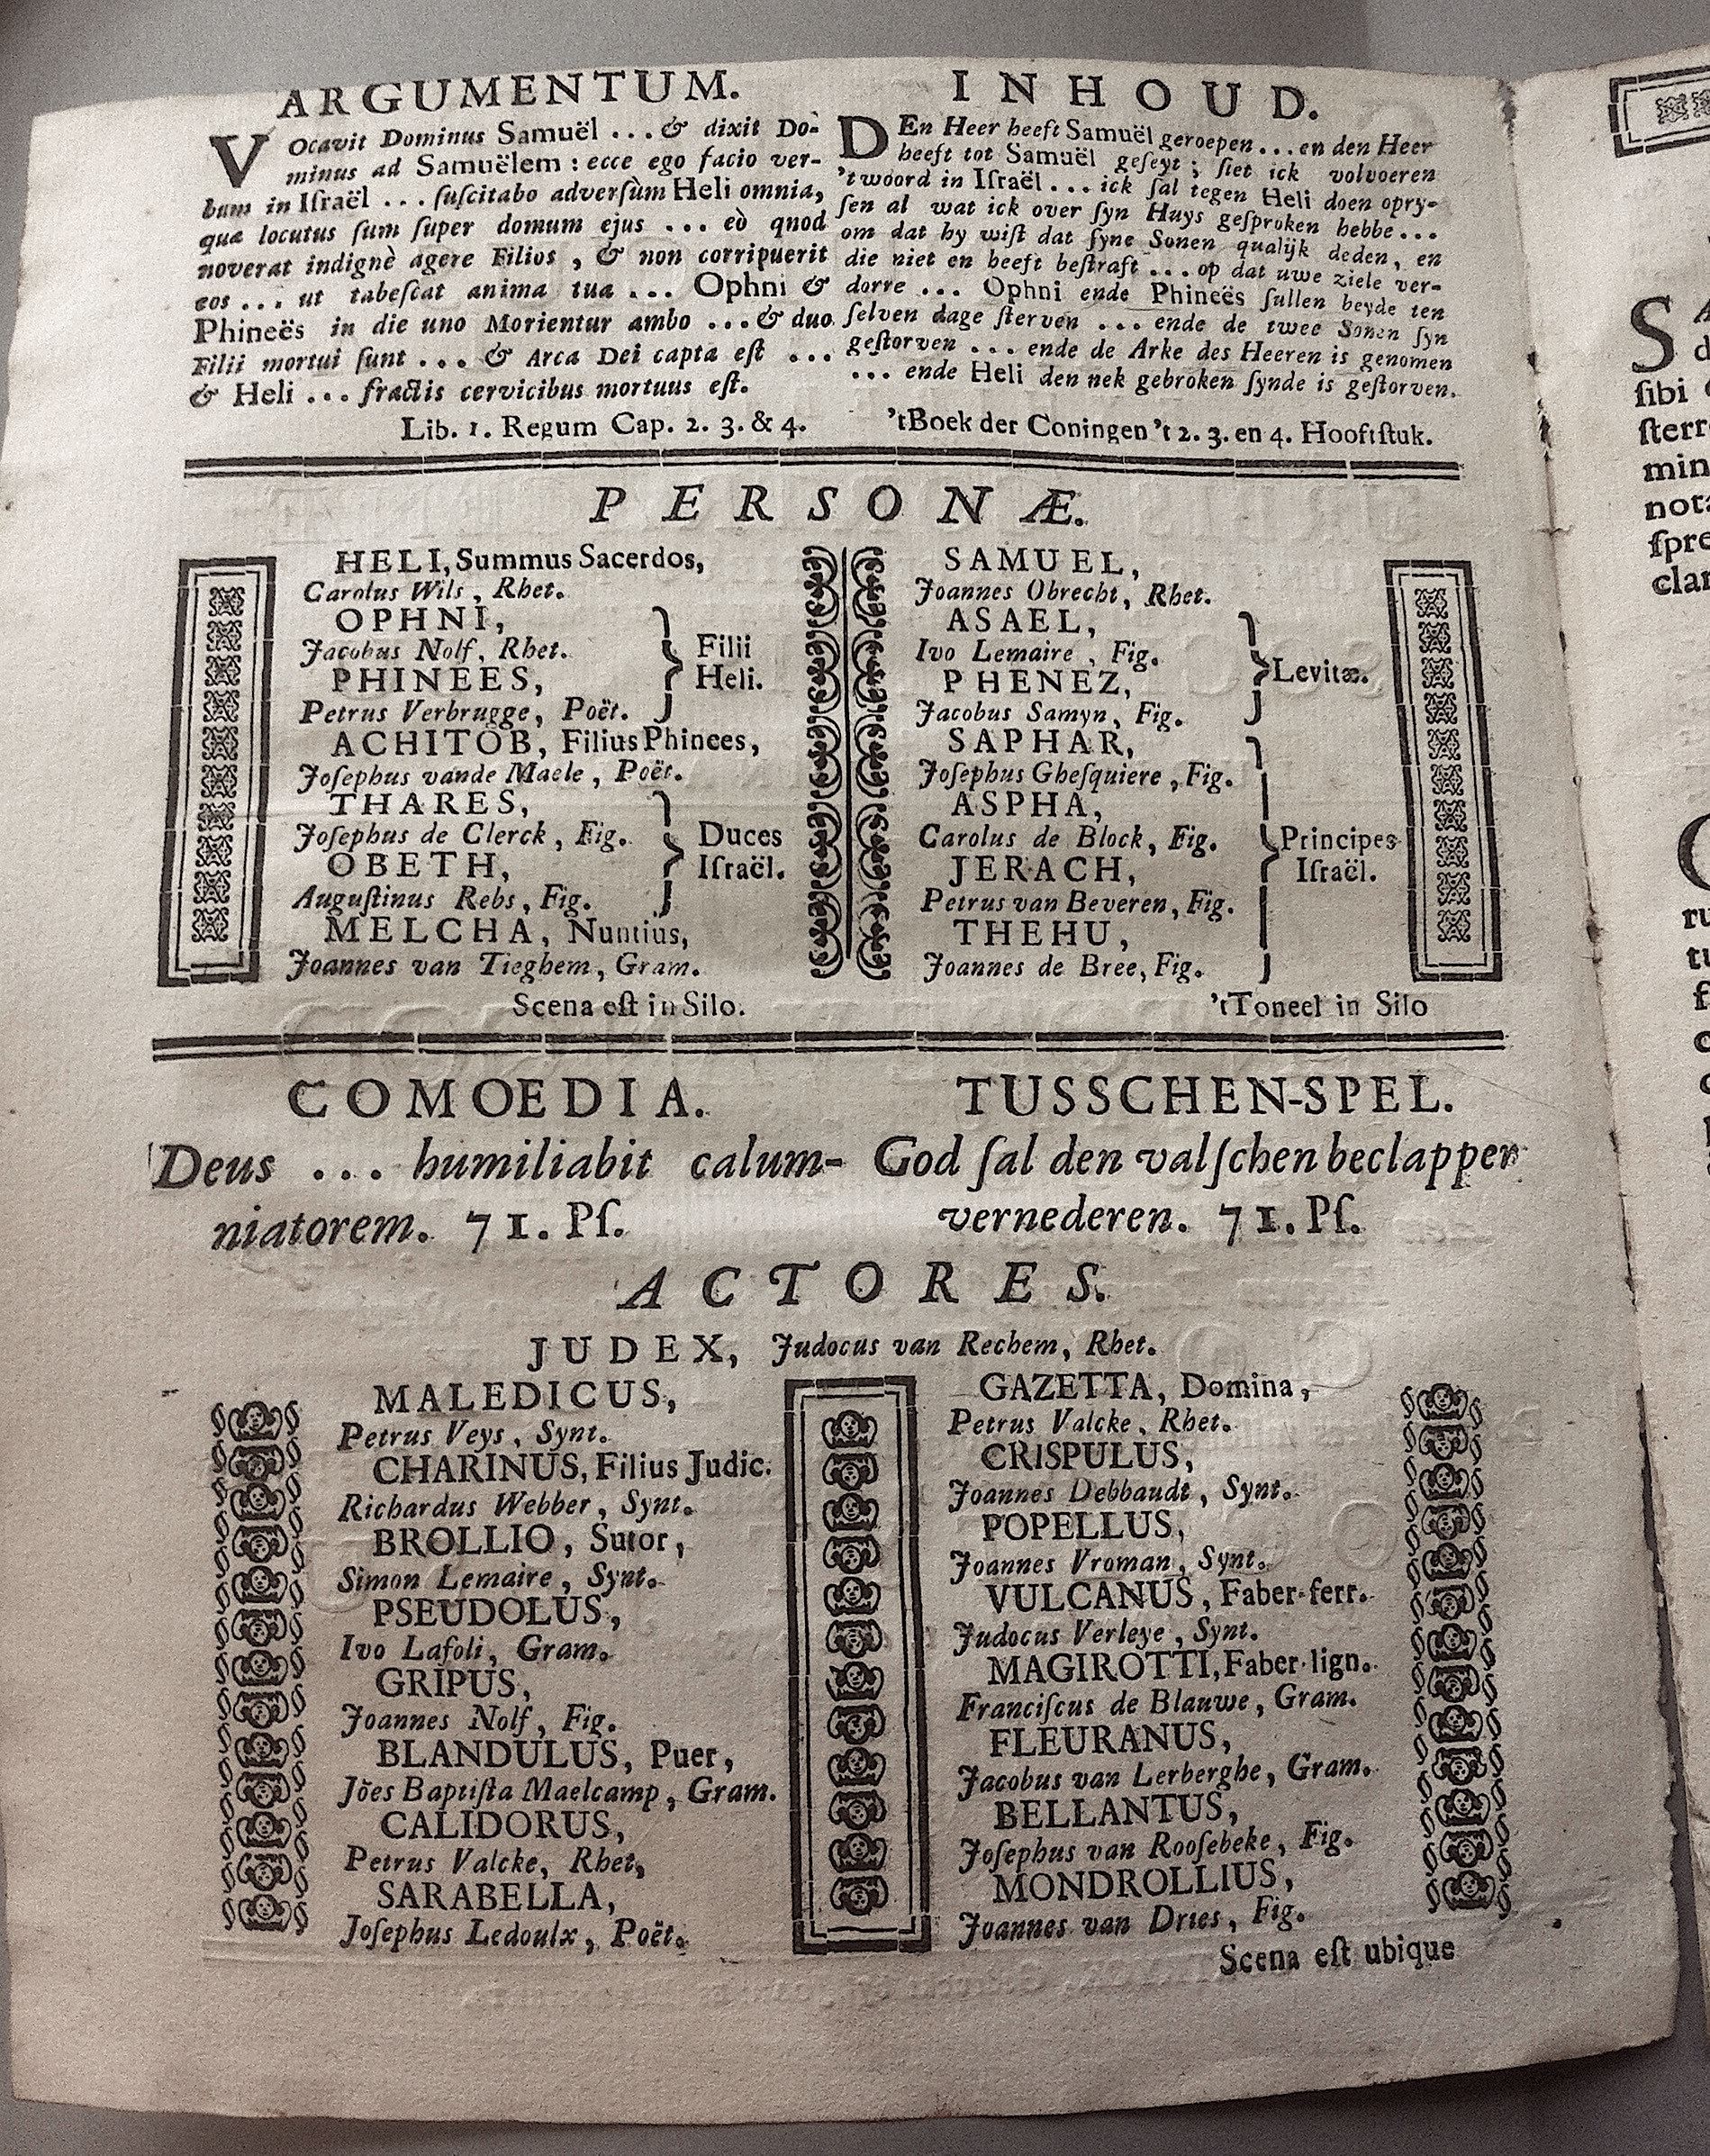 ARGUMENTUM.
VOcavit Dominus Samuël ... & dixit Do-
minus ad Samuëlem : ecce ego facio ver-
bum in Iſraël ... ſuſcitabo adverſùm Heli omnia,
quæ locutus ſum ſuper domum ejus ... eò quod
noverat indignè agere Filios , & non corripuerit
eos ... ut tabeſcat anima tua ... Ophni &
Phineës in die uno Morientur ambo ... & duo
Filii mortui ſunt ... & Arca Dei capta eſt ...
& Heli ... fractis cervicibus mortuus eſt.
Lib. 1. Regum Cap. 2. 3. & 4.
INHOUD.
DEn Heer heeft Samuël geroepen ... en den Heer
heeft tot Samuël geſeyt ; ſiet ick volvoeren
't woord in Iſraël ... ick ſal tegen Heli doen opry-
ſen al wat ick over ſyn Huys geſproken hebbe ...
om dat hy wiſt dat ſyne Sonen qualijk deden, en
die niet en heeft beſtraft ... op dat uwe ziele ver-
dorre ... Ophni ende Phineës ſullen beyde ten
ſelven dage ſterven ... ende de twee Sonen ſyn
geſtorven ... ende de Arke des Heeren is genomen
... ende Heli den nek gebroken ſynde is geſtorven.
'tBoek der Coningen 't 2. 3. en 4. Hooftſtuk.
PERSONÆ.
HELI, Summus Sacerdos,
Carolus Wils, Rhet.
OPHNI,
Jacobus Nolf, Rhet.
PHINEES,
Petrus Verbrugge, Poët.
Filii
Heli.
ACHITOB, Filius Phinees,
Joſephus vande Maele, Poët.
THARES,
Joſephus de Clerck, Fig.
OBETH,
Auguſtinus Rebs, Fig.
Duces
Iſraël.
MELCHA, Nuntius,
Joannes van Tieghem, Gram.
Scena eſt in Silo.
SAMUEL,
Joannes Obrecht, Rhet.
ASAEL,
Ivo Lemaire, Fig.
PHENEZ,
Jacobus Samyn, Fig.
Levitæ.
SAPHAR,
Joſephus Gheſquiere, Fig.
ASPHA,
Carolus de Block, Fig.
JERACH,
Petrus van Beveren, Fig.
THEHU,
Joannes de Bree, Fig.
Principes
Iſraël.
'tToneel in Silo
COMOEDIA.
Deus ... humiliabit calum-
niatorem. 71. Pſ.
TUSSCHEN-SPEL.
God ſal den valſchen beclapper
vernederen. 71. Pſ.
ACTORES.
JUDEX, Judocus van Rechem, Rhet.
MALEDICUS,
Petrus Veys, Synt.
CHARINUS, Filius Judic.
Richardus Webber, Synt.
BROLLIO, Sutor,
Simon Lemaire, Synt.
PSEUDOLUS,
Ivo Lafoli, Gram.
GRIPUS,
Joannes Nolf, Fig.
BLANDULUS, Puer,
Jões Baptiſta Maelcamp, Gram.
CALIDORUS,
Petrus Valcke, Rhet,
SARABELLA,
Joſephus Ledoulx, Poët.
GAZETTA, Domina,
Petrus Valcke, Rhet.
CRISPULUS,
Joannes Debbaudt, Synt.
POPELLUS,
Joannes Vroman, Synt.
VULCANUS, Faber-ferr.
Judocus Verleye, Synt.
MAGIROTTI, Faber-lign.
Franciſcus de Blauwe, Gram.
FLEURANUS,
Jacobus van Lerberghe, Gram.
BELLANTUS,
Joſephus van Rooſebeke, Fig.
MONDROLLIUS,
Joannes van Dries, Fig.
Scena eſt ubique
S
ſibi